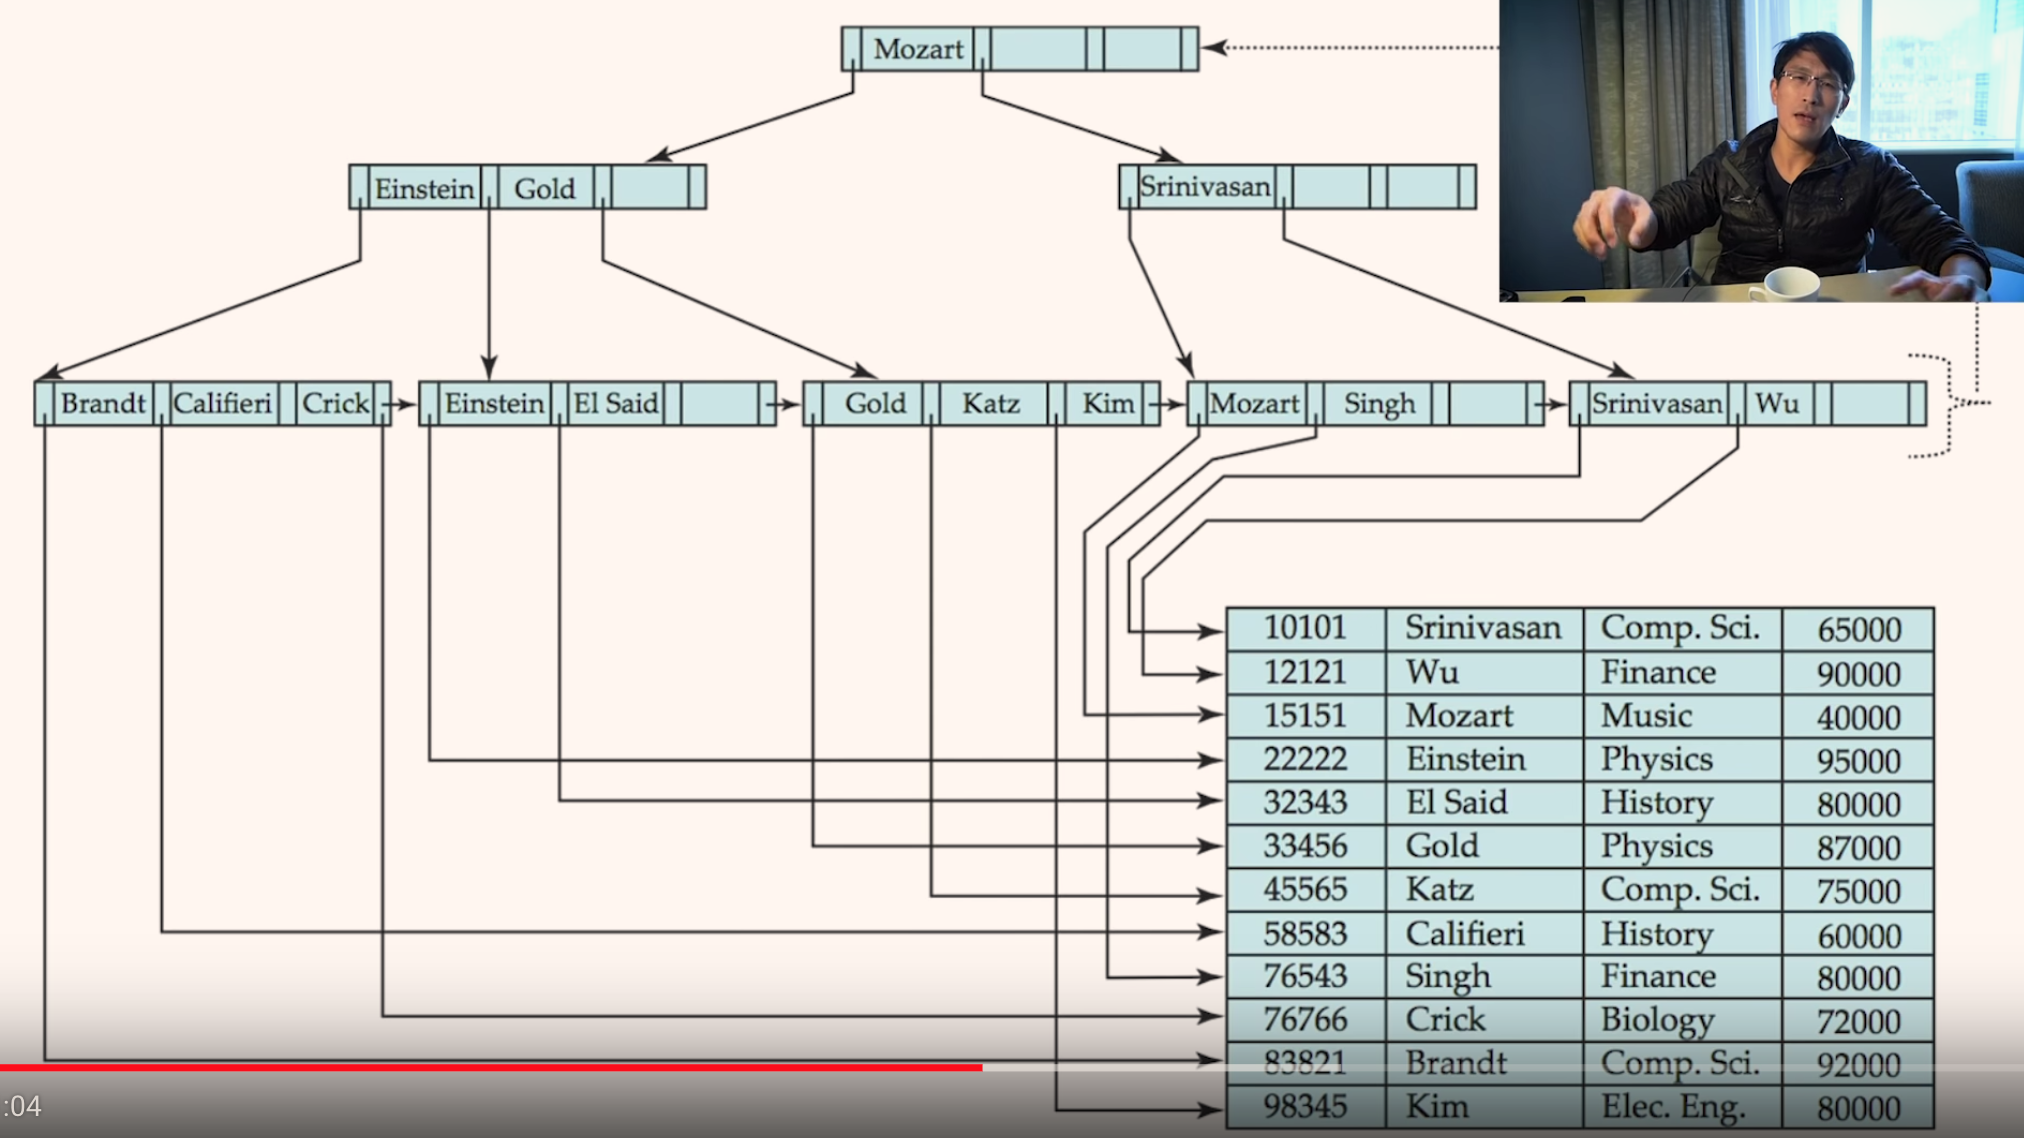 Mozart
Einstein Gold
Srinivasan
Brandt Califieri Crick Einstein El Said Gold Katz Kim Mozart Singh Srinivasan Wu
10101 Srinivasan Comp. Sci. 65000
12121 Wu Finance 90000
15151 Mozart Music 40000
22222 Einstein Physics 95000
32343 El Said History 80000
33456 Gold Physics 87000
45565 Katz Comp. Sci. 75000
58583 Califieri History 60000
76543 Singh Finance 80000
76766 Crick Biology 72000
83821 Brandt Comp. Sci. 92000
98345 Kim Elec. Eng. 80000
:04